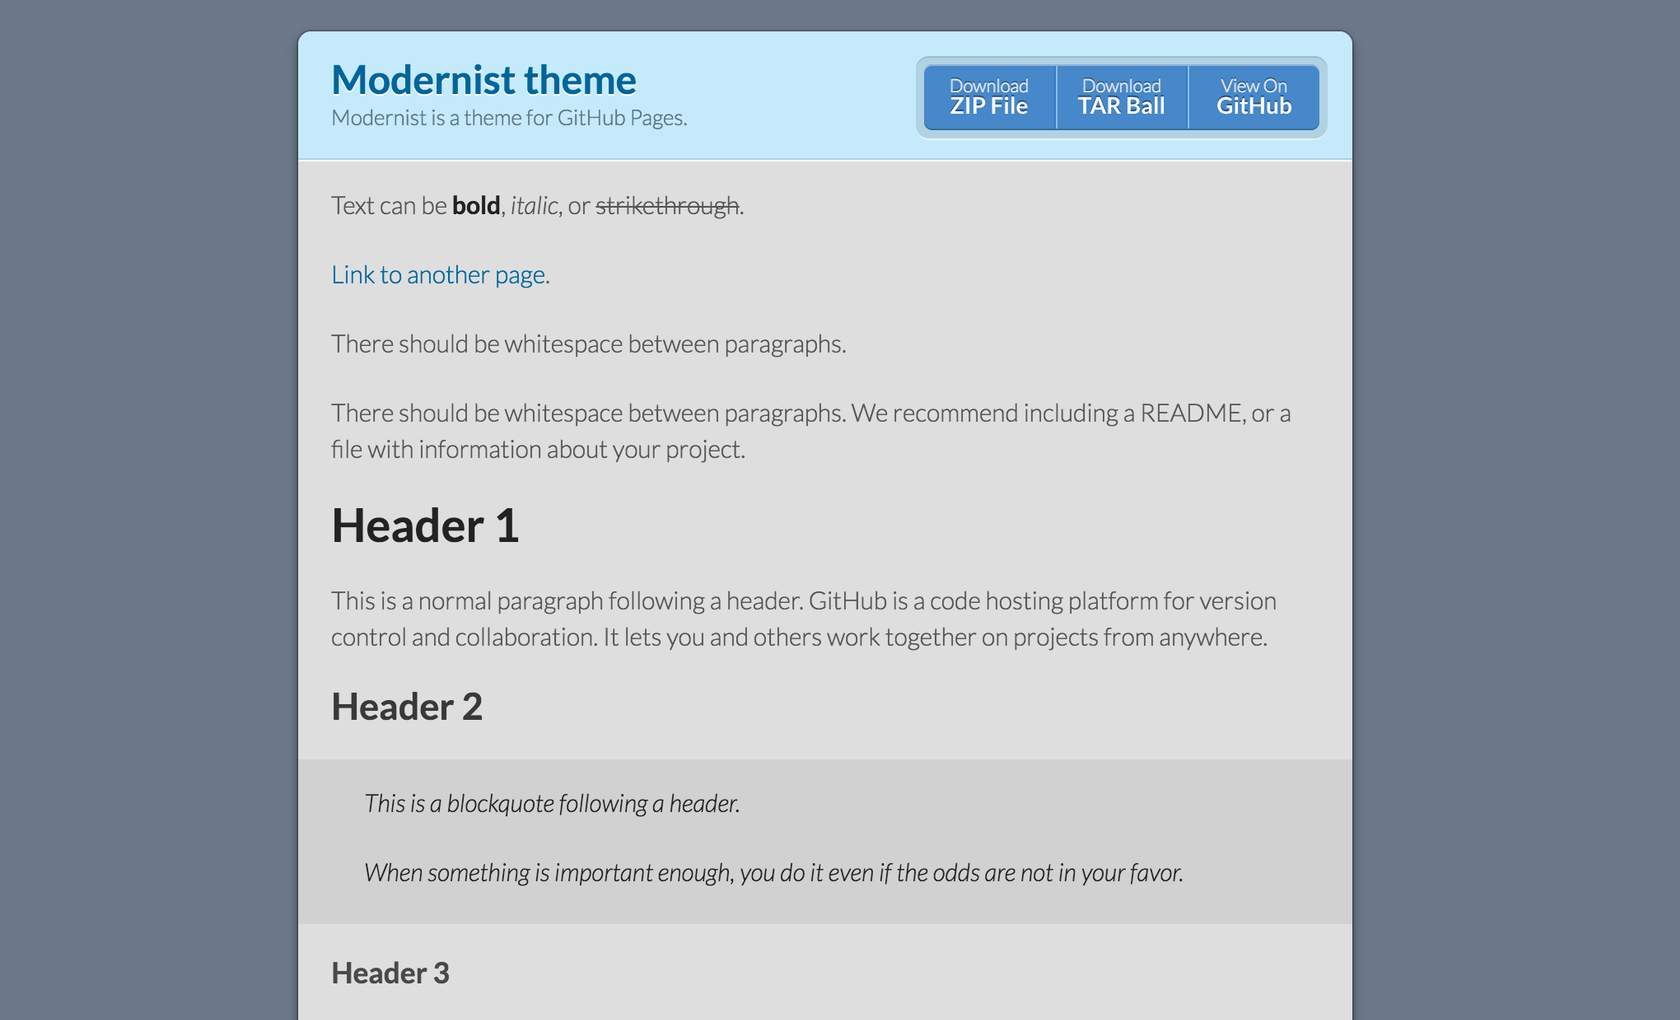 Modernist theme
Modernist is a theme for GitHub Pages.
Download
ZIP File
Download
TAR Ball
View On
GitHub
Text can be bold, italic, or strikethrough.
Link to another page.
There should be whitespace between paragraphs.
There should be whitespace between paragraphs. We recommend including a README, or a
file with information about your project.
Header 1
This is a normal paragraph following a header. GitHub is a code hosting platform for version
control and collaboration. It lets you and others work together on projects from anywhere.
Header 2
This is a blockquote following a header.
When something is important enough, you do it even if the odds are not in your favor.
Header 3